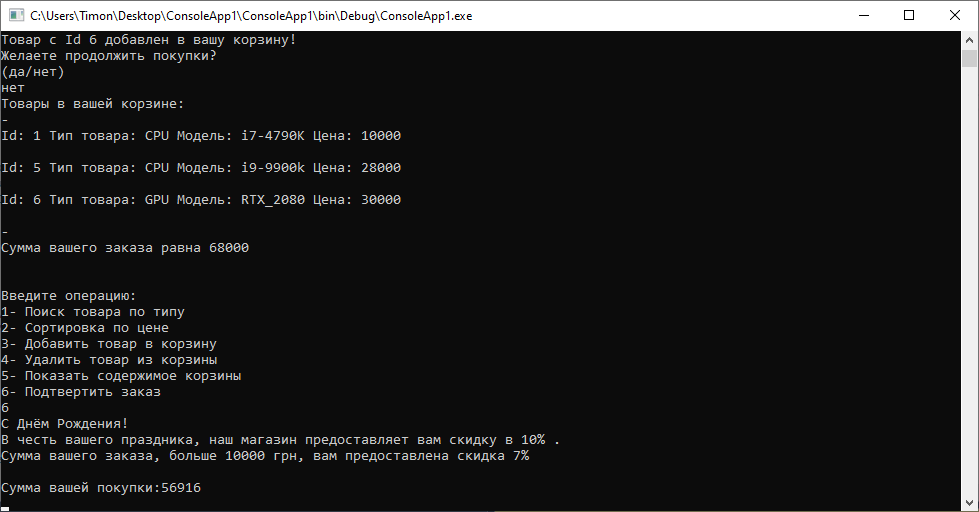 C:\Users\Timon\Desktop\ConsoleApp1\ConsoleApp1\bin\Debug\ConsoleApp1.exe
Товар с Id 6 добавлен в вашу корзину!
Желаете продолжить покупки?
(да/нет)
нет
Товары в вашей корзине:
-
Id: 1 Тип товара: CPU Модель: i7-4790K Цена: 10000
Id: 5 Тип товара: CPU Модель: i9-9900k Цена: 28000
Id: 6 Тип товара: GPU Модель: RTX_2080 Цена: 30000
-
Сумма вашего заказа равна 68000
Введите операцию:
1- Поиск товара по типу
2- Сортировка по цене
3- Добавить товар в корзину
4- Удалить товар из корзины
5- Показать содержимое корзины
6- Подтвертить заказ
6
С Днём Рождения!
В честь вашего праздника, наш магазин предоставляет вам скидку в 10% .
Сумма вашего заказа, больше 10000 грн, вам предоставлена скидка 7%
Сумма вашей покупки:56916